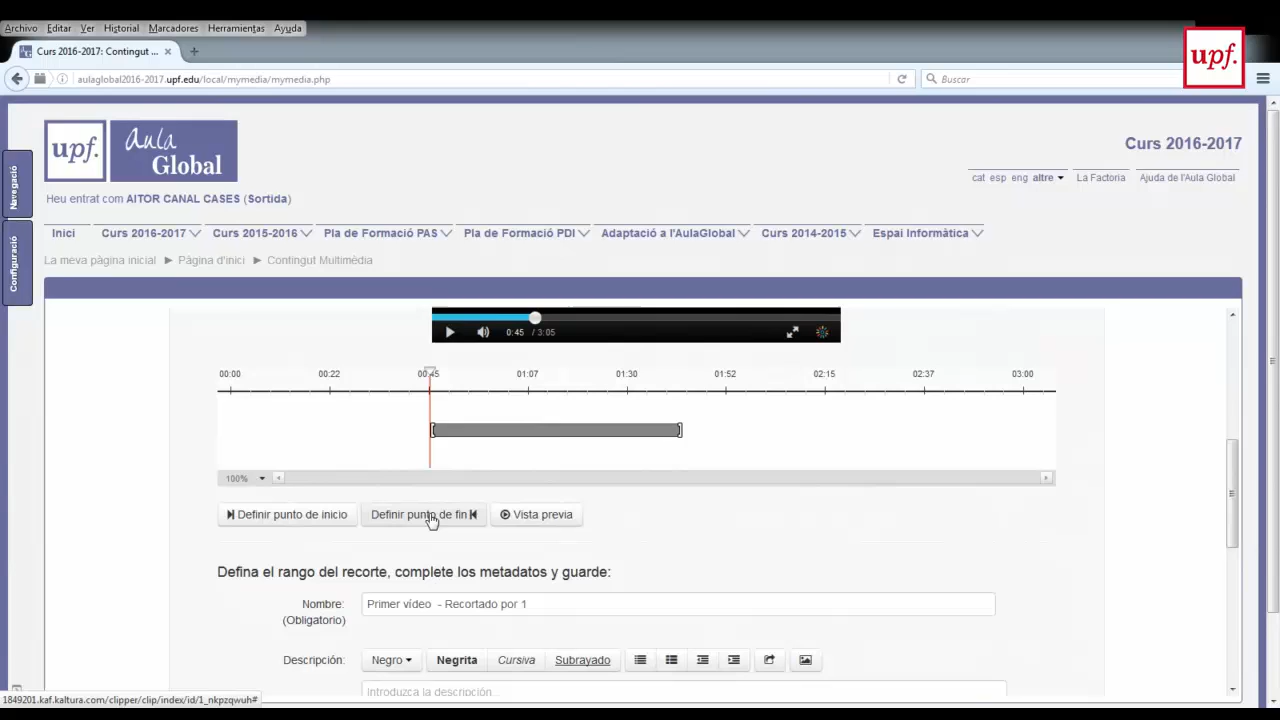 Archivo Editar Ver Historial Marcadores Herramientas Ayuda
Curs 2016-2017: Contingut ...
aulaglobal2016-2017.upf.edu/local/mymedia/mymedia.php
Buscar
upf.
upf. Aula Global
Curs 2016-2017
cat esp eng altre La Factoria Ajuda de l'Aula Global
Navegació
Heu entrat com AITOR CANAL CASES (Sortida)
Configuració
Inici Curs 2016-2017 Curs 2015-2016 Pla de Formació PAS Pla de Formació PDI Adaptació a l'AulaGlobal Curs 2014-2015 Espai Informàtica
La meva pàgina inicial Pàgina d'inici Contingut Multimèdia
0:45 / 3:05
00:00 00:22 00:45 01:07 01:30 01:52 02:15 02:37 03:00
100%
Definir punto de inicio Definir punto de fin Vista previa
Defina el rango del recorte, complete los metadatos y guarde:
Nombre: Primer vídeo - Recortado por 1
(Obligatorio)
Descripción: Negro Negrita Cursiva Subrayado
Introduzca la descripción...
1849201.kaf.kaltura.com/clipper/clip/index/id/1_nkpzqwuh#